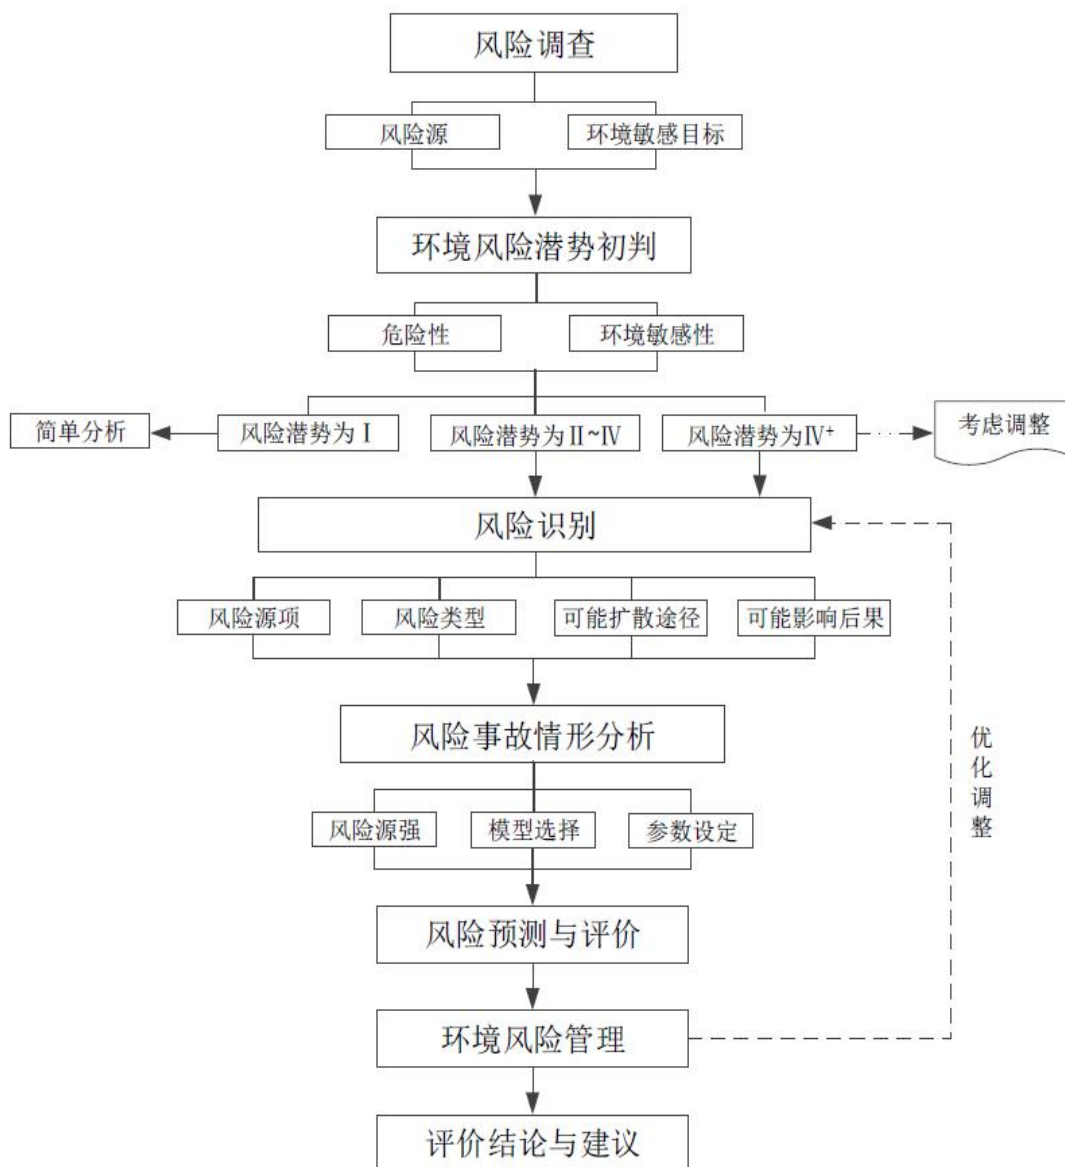 风险调查
风险源
环境敏感目标
环境风险潜势初判
危险性
环境敏感性
简单分析
风险潜势为Ⅰ
风险潜势为Ⅱ~Ⅳ
风险潜势为Ⅳ⁺
考虑调整
风险识别
风险源项
风险类型
可能扩散途径
可能影响后果
风险事故情形分析
优化调整
风险源强
模型选择
参数设定
风险预测与评价
环境风险管理
评价结论与建议